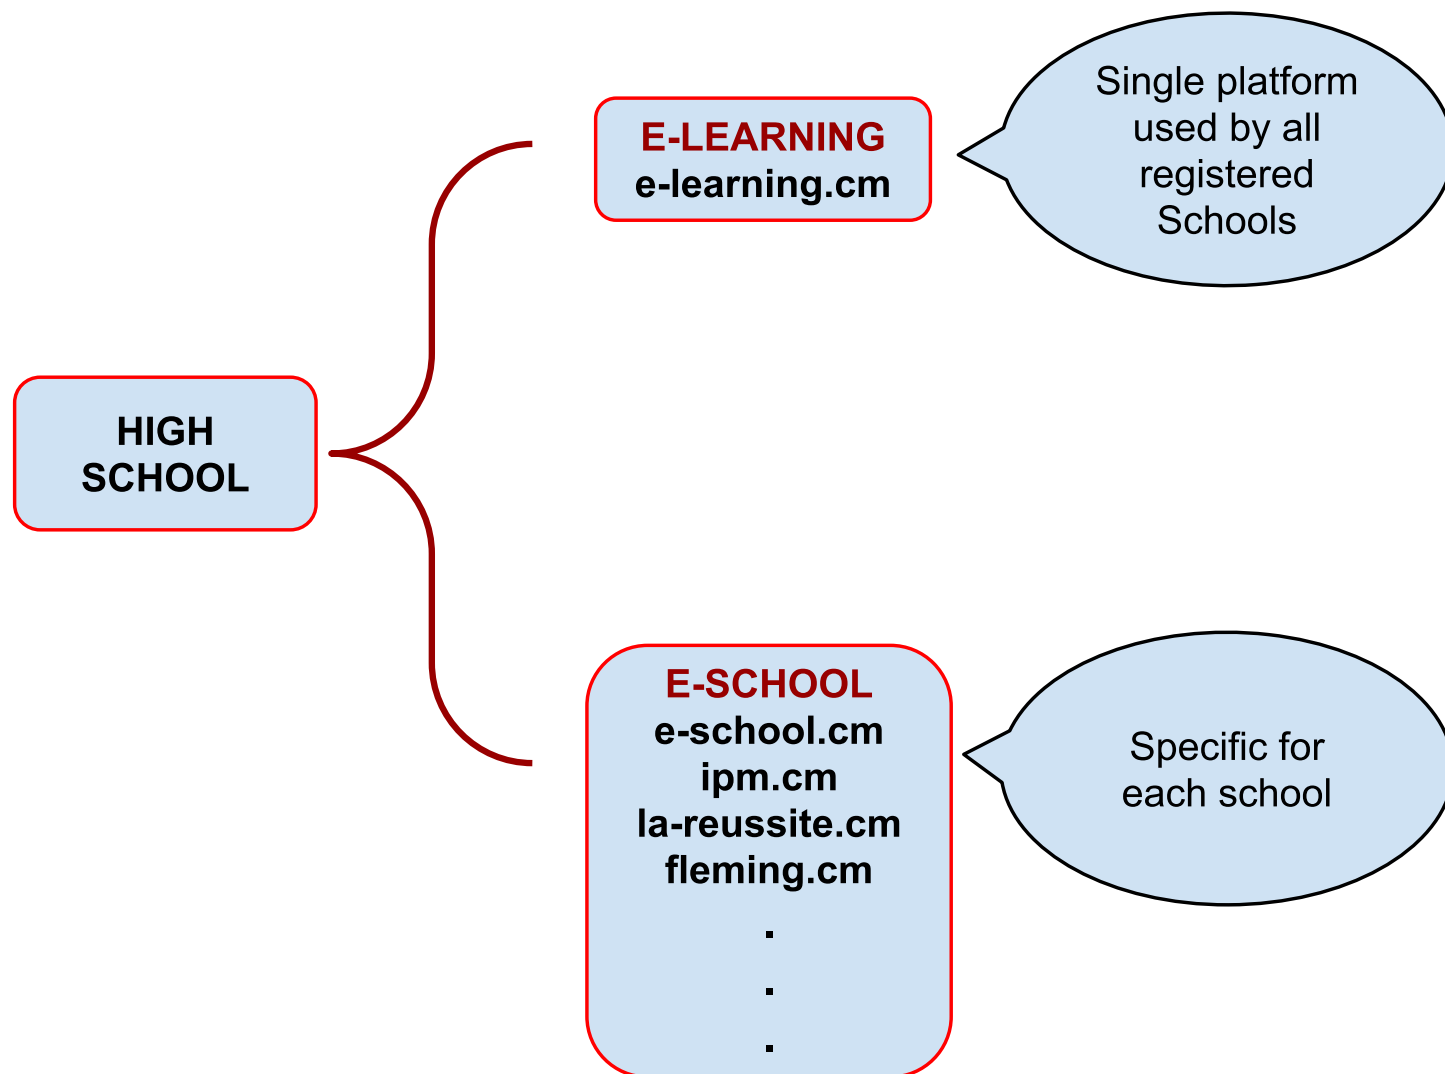 E-LEARNING
e-learning.cm
Single platform
used by all
registered
Schools
HIGH
SCHOOL
E-SCHOOL
e-school.cm
ipm.cm
la-reussite.cm
fleming.cm
.
.
.
Specific for
each school